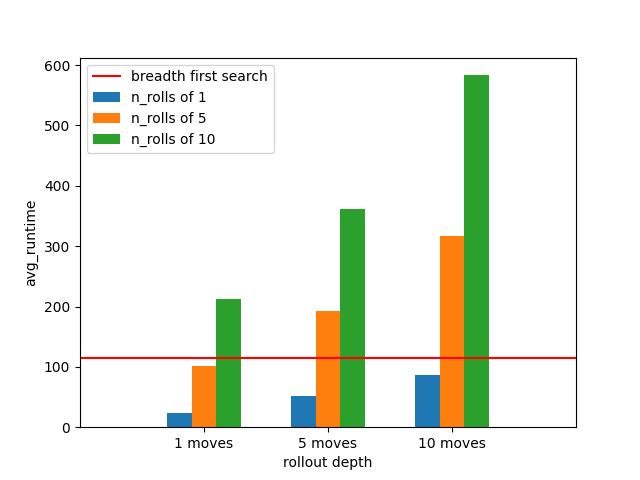 600
500
400
300
200
100
0
avg_runtime
breadth first search
n_rolls of 1
n_rolls of 5
n_rolls of 10
1 moves
5 moves
10 moves
rollout depth